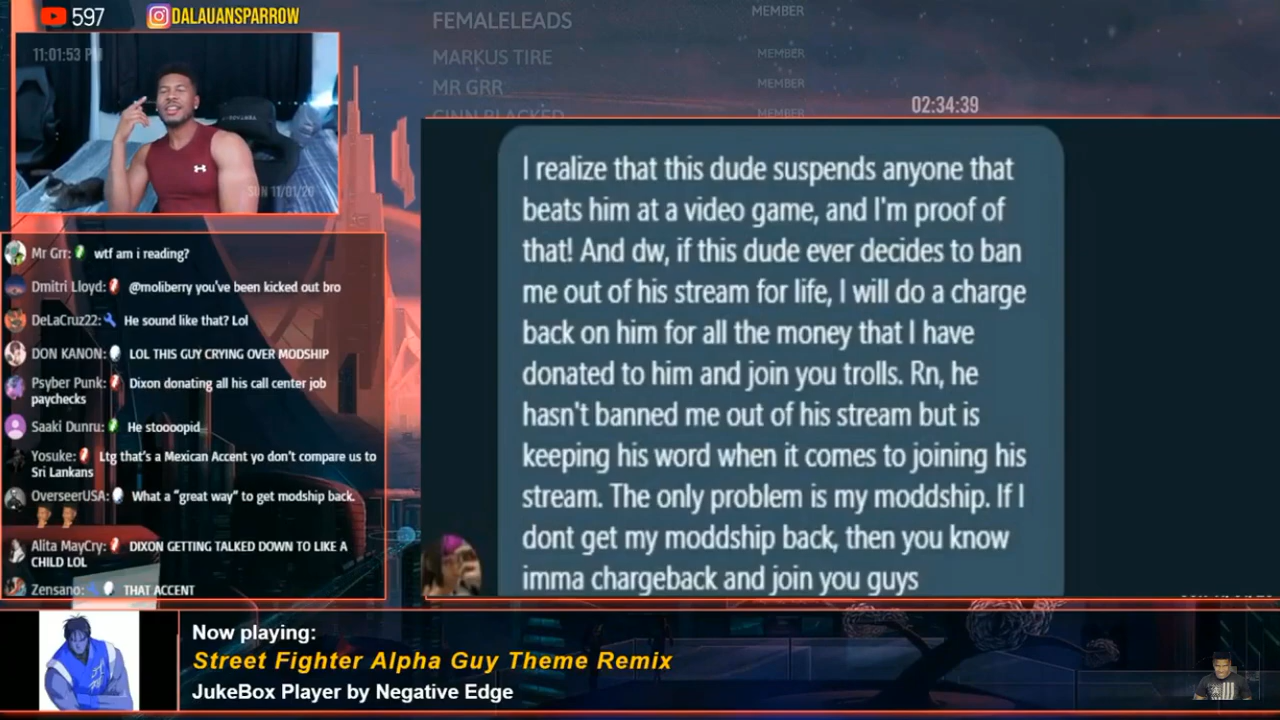 597
DALAUANSPARROW
11:01:53 PM
SUN 11/01/20
FEMALELEADS
MEMBER
MARKUS TIRE
MEMBER
MR GRR
MEMBER
MEMBER
02:34:39
I realize that this dude suspends anyone that
beats him at a video game, and I'm proof of
that! And dw, if this dude ever decides to ban
me out of his stream for life, I will do a charge
back on him for all the money that I have
donated to him and join you trolls. Rn, he
hasn't banned me out of his stream but is
keeping his word when it comes to joining his
stream. The only problem is my moddship. If I
dont get my moddship back, then you know
imma chargeback and join you guys
Mr Grr: wtf am i reading?
Dmitri Lloyd: @moliberry you've been kicked out bro
DeLaCruz22: He sound like that? Lol
DON KANON: LOL THIS GUY CRYING OVER MODSHIP
Psyber Punk: Dixon donating all his call center job
paychecks
Saaki Dunru: He stoooopid
Yosuke: Ltg that's a Mexican Accent yo don't compare us to
Sri Lankans
OverseerUSA: What a “great way” to get modship back.
Alita MayCry: DIXON GETTING TALKED DOWN TO LIKE A
CHILD LOL
Zensano: THAT ACCENT
Now playing:
Street Fighter Alpha Guy Theme Remix
JukeBox Player by Negative Edge